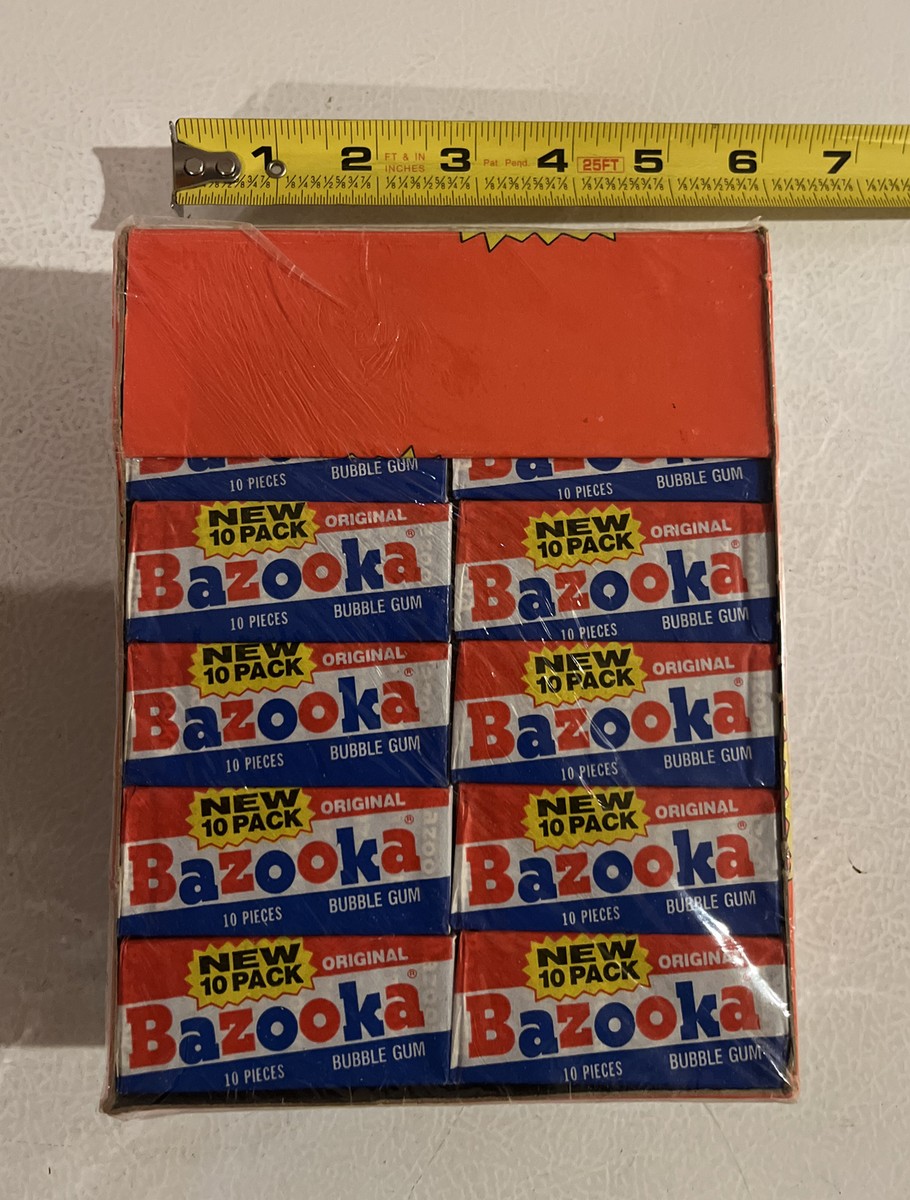 1 2 FT & IN INCHES 3 Pat. Pend. 4 25FT 5 6 7
10 PIECES BUBBLE GUM
Bazooka
10 PIECES BUBBLE GUM
NEW
10 PACK
ORIGINAL
Bazooka®
10 PIECES BUBBLE GUM
NEW
10 PACK
ORIGINAL
Bazooka®
10 PIECES BUBBLE GUM
NEW
10 PACK
ORIGINAL
Bazooka®
10 PIECES BUBBLE GUM
NEW
10 PACK
ORIGINAL
Bazooka®
10 PIECES BUBBLE GUM
NEW
10 PACK
ORIGINAL
Bazooka®
10 PIECES BUBBLE GUM
NEW
10 PACK
ORIGINAL
Bazooka®
10 PIECES BUBBLE GUM
NEW
10 PACK
ORIGINAL
Bazooka®
10 PIECES BUBBLE GUM
NEW
10 PACK
ORIGINAL
Bazooka
10 PIECES BUBBLE GUM